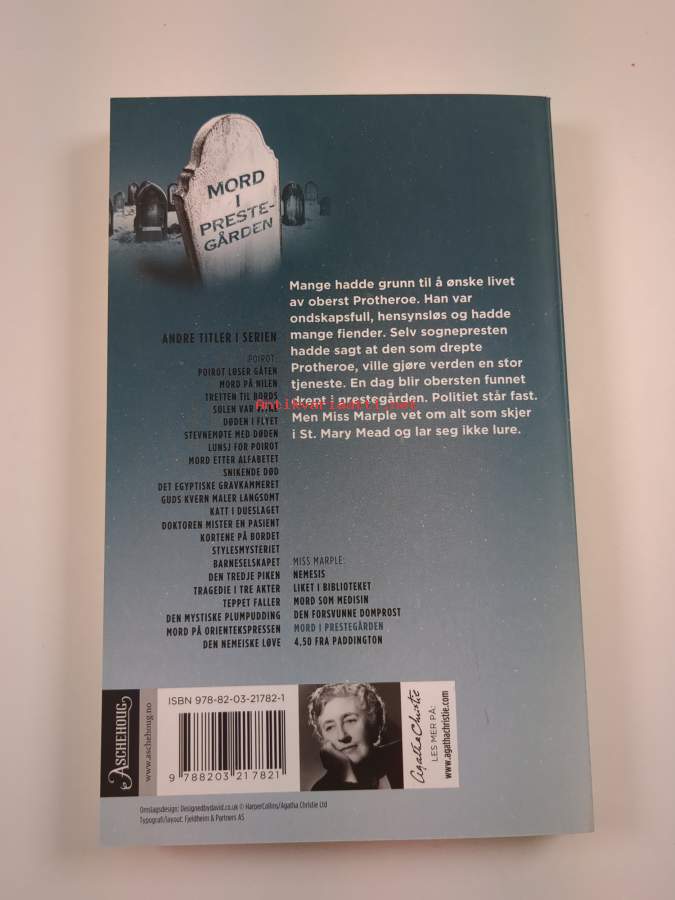 MORD
I
PRESTE-
GÅRDEN
Mange hadde grunn til å ønske livet
av oberst Protheroe. Han var
ondskapsfull, hensynsløs og hadde
mange fiender. Selv sognepresten
hadde sagt at den som drepte
Protheroe, ville gjøre verden en stor
tjeneste. En dag blir obersten funnet
drept i prestegården. Politiet står fast.
Men Miss Marple vet om alt som skjer
i St. Mary Mead og lar seg ikke lure.
ANDRE TITLER I SERIEN
POIROT:
POIROT LØSER GÅTEN
MORD PÅ NILEN
TRETTEN TIL BORDS
Antikvariaatti.net
SOLEN VAR
DØDEN I FLYET
STEVNEMØTE MED DØDEN
LUNSJ FOR POIROT
MORD ETTER ALFABETET
SNIKENDE DØD
DET EGYPTISKE GRAVKAMMERET
GUDS KVERN MALER LANGSOMT
KATT I DUESLAGET
DOKTOREN MISTER EN PASIENT
KORTENE PÅ BORDET
STYLESMYSTERIET
BARNESELSKAPET
DEN TREDJE PIKEN
TRAGEDIE I TRE AKTER
TEPPET FALLER
DEN MYSTISKE PLUMPUDDING
MORD PÅ ORIENTEKSPRESSEN
DEN NEMEISKE LØVE
MISS MARPLE:
NEMESIS
LIKET I BIBLIOTEKET
MORD SOM MEDISIN
DEN FORSVUNNE DOMPROST
MORD I PRESTEGÅRDEN
4.50 FRA PADDINGTON
ASCHEHOUG
www.aschehoug.no
ISBN 978-82-03-21782-1
9 788203 217821
Agatha Christie
LES MER PÅ:
www.agathachristie.com
Omslagsdesign: Designedbydavid.co.uk © HarperCollins/Agatha Christie Ltd
Typografi/layout: Fjeldheim & Partners AS